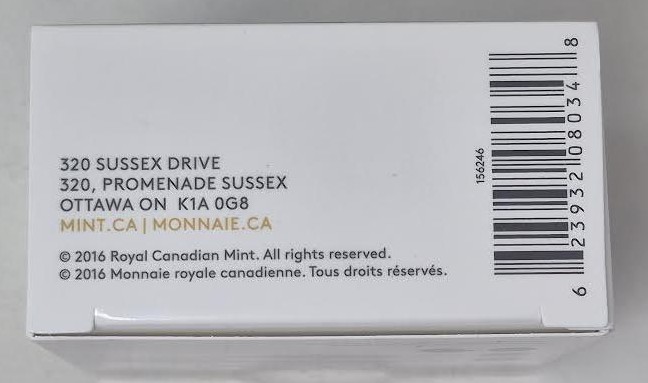 320 SUSSEX DRIVE
320, PROMENADE SUSSEX
OTTAWA ON K1A 0G8
MINT.CA | MONNAIE.CA
© 2016 Royal Canadian Mint. All rights reserved.
© 2016 Monnaie royale canadienne. Tous droits réservés.
156246
6 23932 08034 8